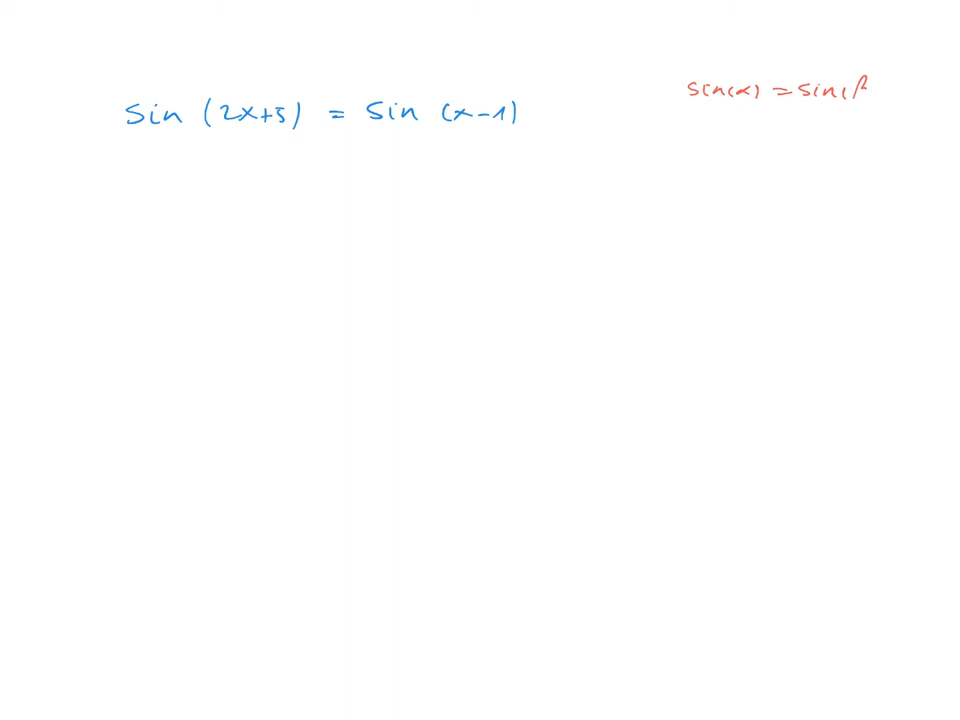 sin (2x+5) = sin (x-1)
sin(α) = sin(β